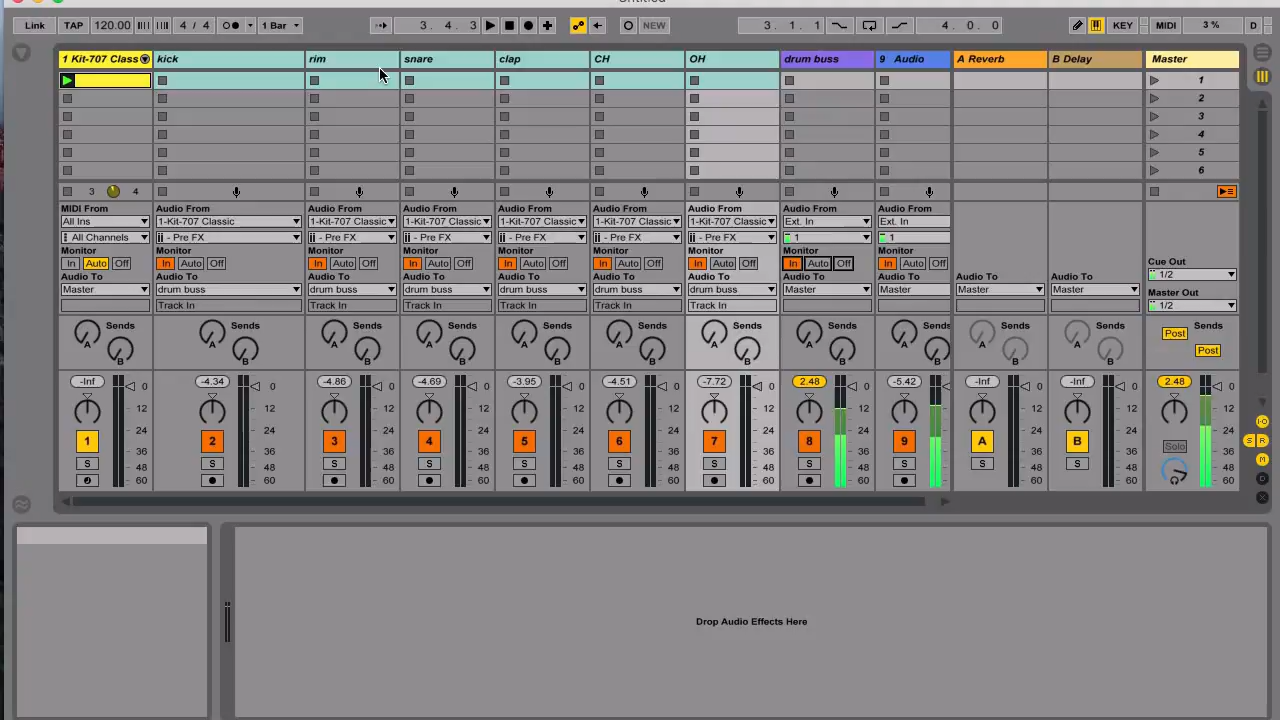 Untitled
Link TAP 120.00 4 / 4 1 Bar 3. 4. 3 NEW 3. 1. 1 4. 0. 0 KEY MIDI 3 % D
1 Kit-707 Class kick rim snare clap CH OH drum buss 9 Audio A Reverb B Delay Master
1
2
3
4
5
6
3 4
MIDI From Audio From Audio From Audio From Audio From Audio From Audio From Audio From Audio From
All Ins 1-Kit-707 Classic 1-Kit-707 Classic 1-Kit-707 Classic 1-Kit-707 Classic 1-Kit-707 Classic 1-Kit-707 Classic Ext. In Ext. In
All Channels - Pre FX - Pre FX - Pre FX - Pre FX - Pre FX - Pre FX 1 1
Monitor Monitor Monitor Monitor Monitor Monitor Monitor Monitor Monitor
In Auto Off In Auto Off In Auto Off In Auto Off In Auto Off In Auto Off In Auto Off In Auto Off In Auto Off
Cue Out
1/2
Audio To Audio To Audio To Audio To Audio To Audio To Audio To Audio To Audio To Audio To Audio To
Master drum buss drum buss drum buss drum buss drum buss drum buss Master Master Master Master
Master Out
Track In Track In Track In Track In Track In Track In 1/2
Sends Sends Sends Sends Sends Sends Sends Sends Sends Sends Sends Sends
A A A A A A A A A A A Post
B B B B B B B B B B B Post
-Inf -4.34 -4.86 -4.69 -3.95 -4.51 -7.72 2.48 -5.42 -Inf -Inf 2.48
0 0 0 0 0 0 0 0 0 0 0 0
12 12 12 12 12 12 12 12 12 12 12 12
24 24 24 24 24 24 24 24 24 24 24 24
1 2 3 4 5 6 7 8 9 A B Solo
36 36 36 36 36 36 36 36 36 36 36 36
S S S S S S S S S S S
48 48 48 48 48 48 48 48 48 48 48 48
60 60 60 60 60 60 60 60 60 60 60 60
I-O
S R
M
D
X
Drop Audio Effects Here